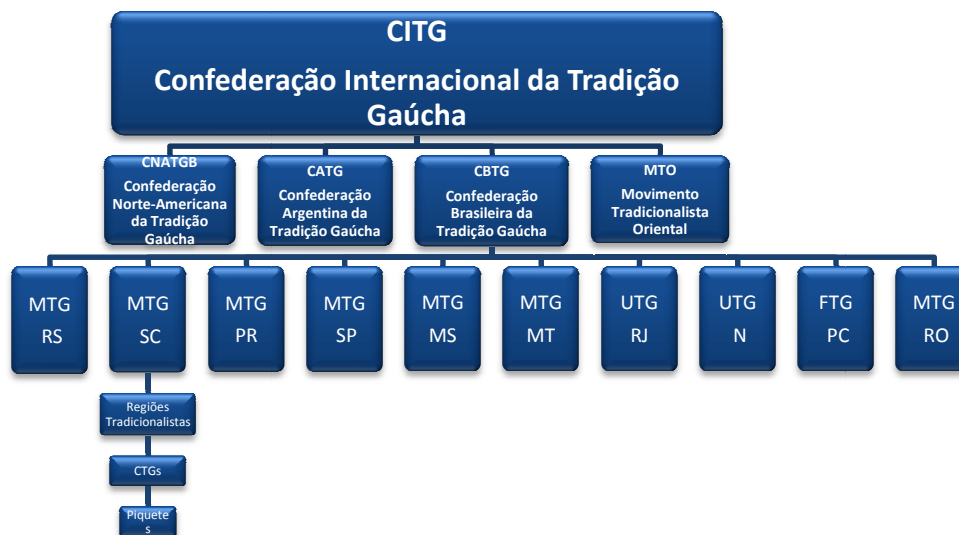 CITG
Confederação Internacional da Tradição
Gaúcha
CNATGB
Confederação
Norte-Americana
da Tradição
Gaúcha
CATG
Confederação
Argentina da
Tradição Gaúcha
CBTG
Confederação
Brasileira da
Tradição Gaúcha
MTO
Movimento
Tradicionalista
Oriental
MTG
RS
MTG
SC
MTG
PR
MTG
SP
MTG
MS
MTG
MT
UTG
RJ
UTG
N
FTG
PC
MTG
RO
Regiões
Tradicionalistas
CTGs
Piquete
s